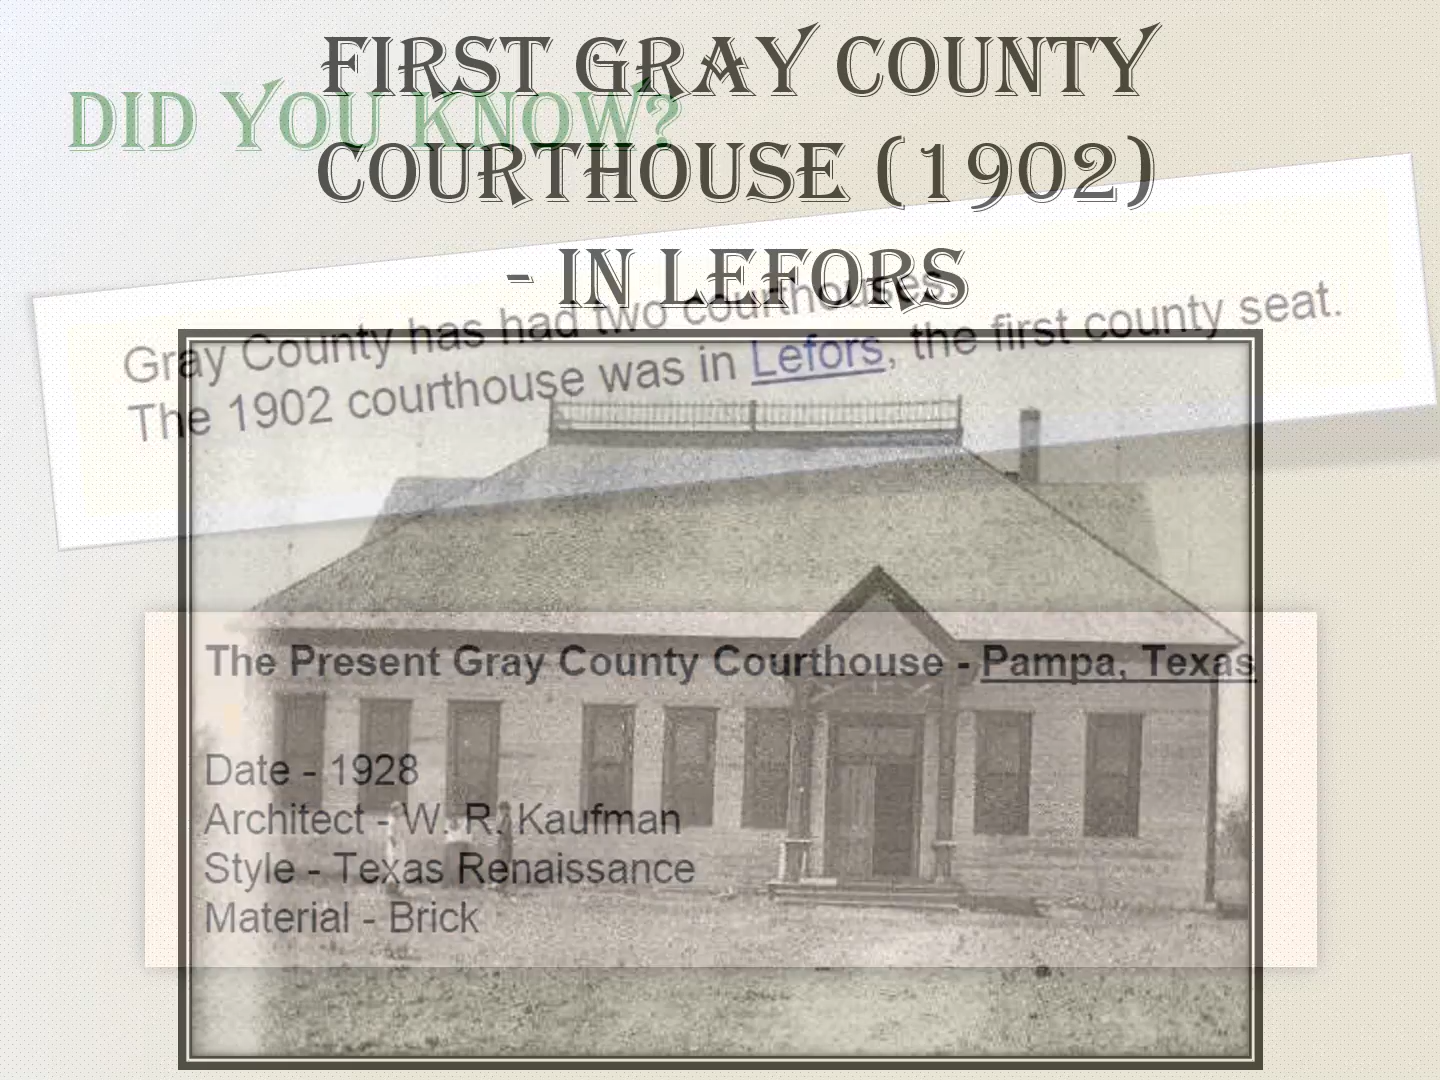 First Gray County
Courthouse (1902)
- in Lefors
Did You Know?
Gray County has had two courthouses.
The 1902 courthouse was in Lefors, the first county seat.
The Present Gray County Courthouse - Pampa, Texas
Date - 1928
Architect - W. R. Kaufman
Style - Texas Renaissance
Material - Brick